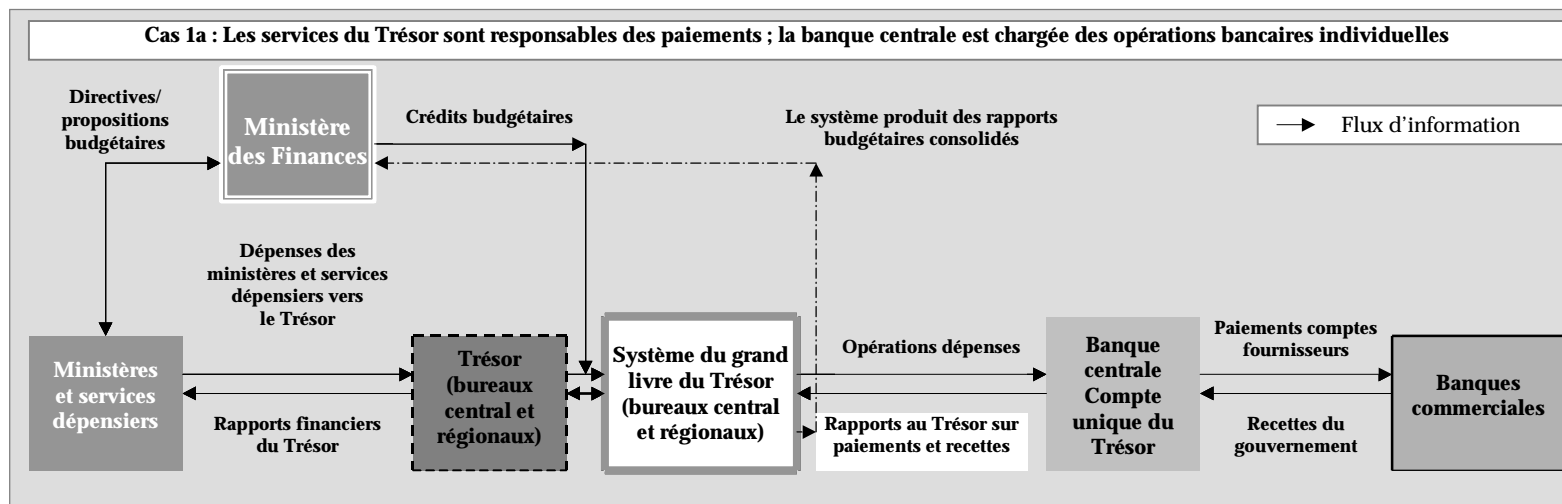 Cas 1a : Les services du Trésor sont responsables des paiements ; la banque centrale est chargée des opérations bancaires individuelles
Directives/
propositions
budgétaires
Ministère
des Finances
Crédits budgétaires
Le système produit des rapports
budgétaires consolidés
Flux d'information
Dépenses des
ministères et services
dépensiers vers
le Trésor
Ministères
et services
dépensiers
Rapports financiers
du Trésor
Trésor
(bureaux
central et
régionaux)
Système du grand
livre du Trésor
(bureaux central
et régionaux)
Opérations dépenses
Rapports au Trésor sur
paiements et recettes
Banque
centrale
Compte
unique du
Trésor
Paiements comptes
fournisseurs
Recettes du
gouvernement
Banques
commerciales